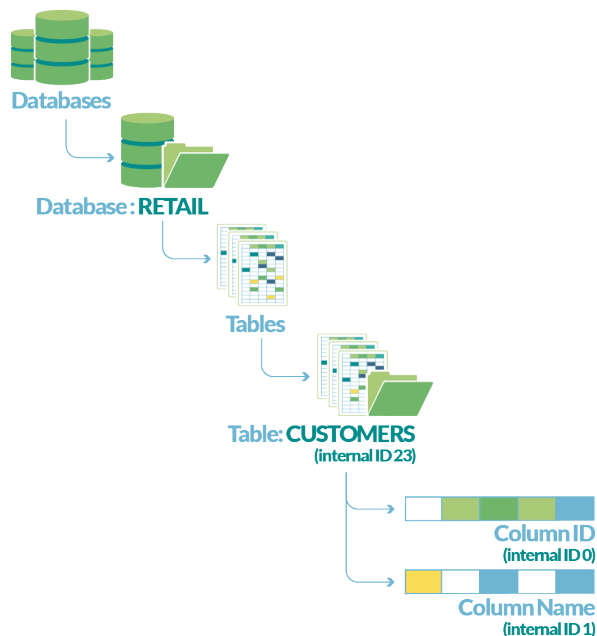 Databases
Database : RETAIL
Tables
Table: CUSTOMERS
(internal ID 23)
Column ID
(internal ID 0)
Column Name
(internal ID 1)